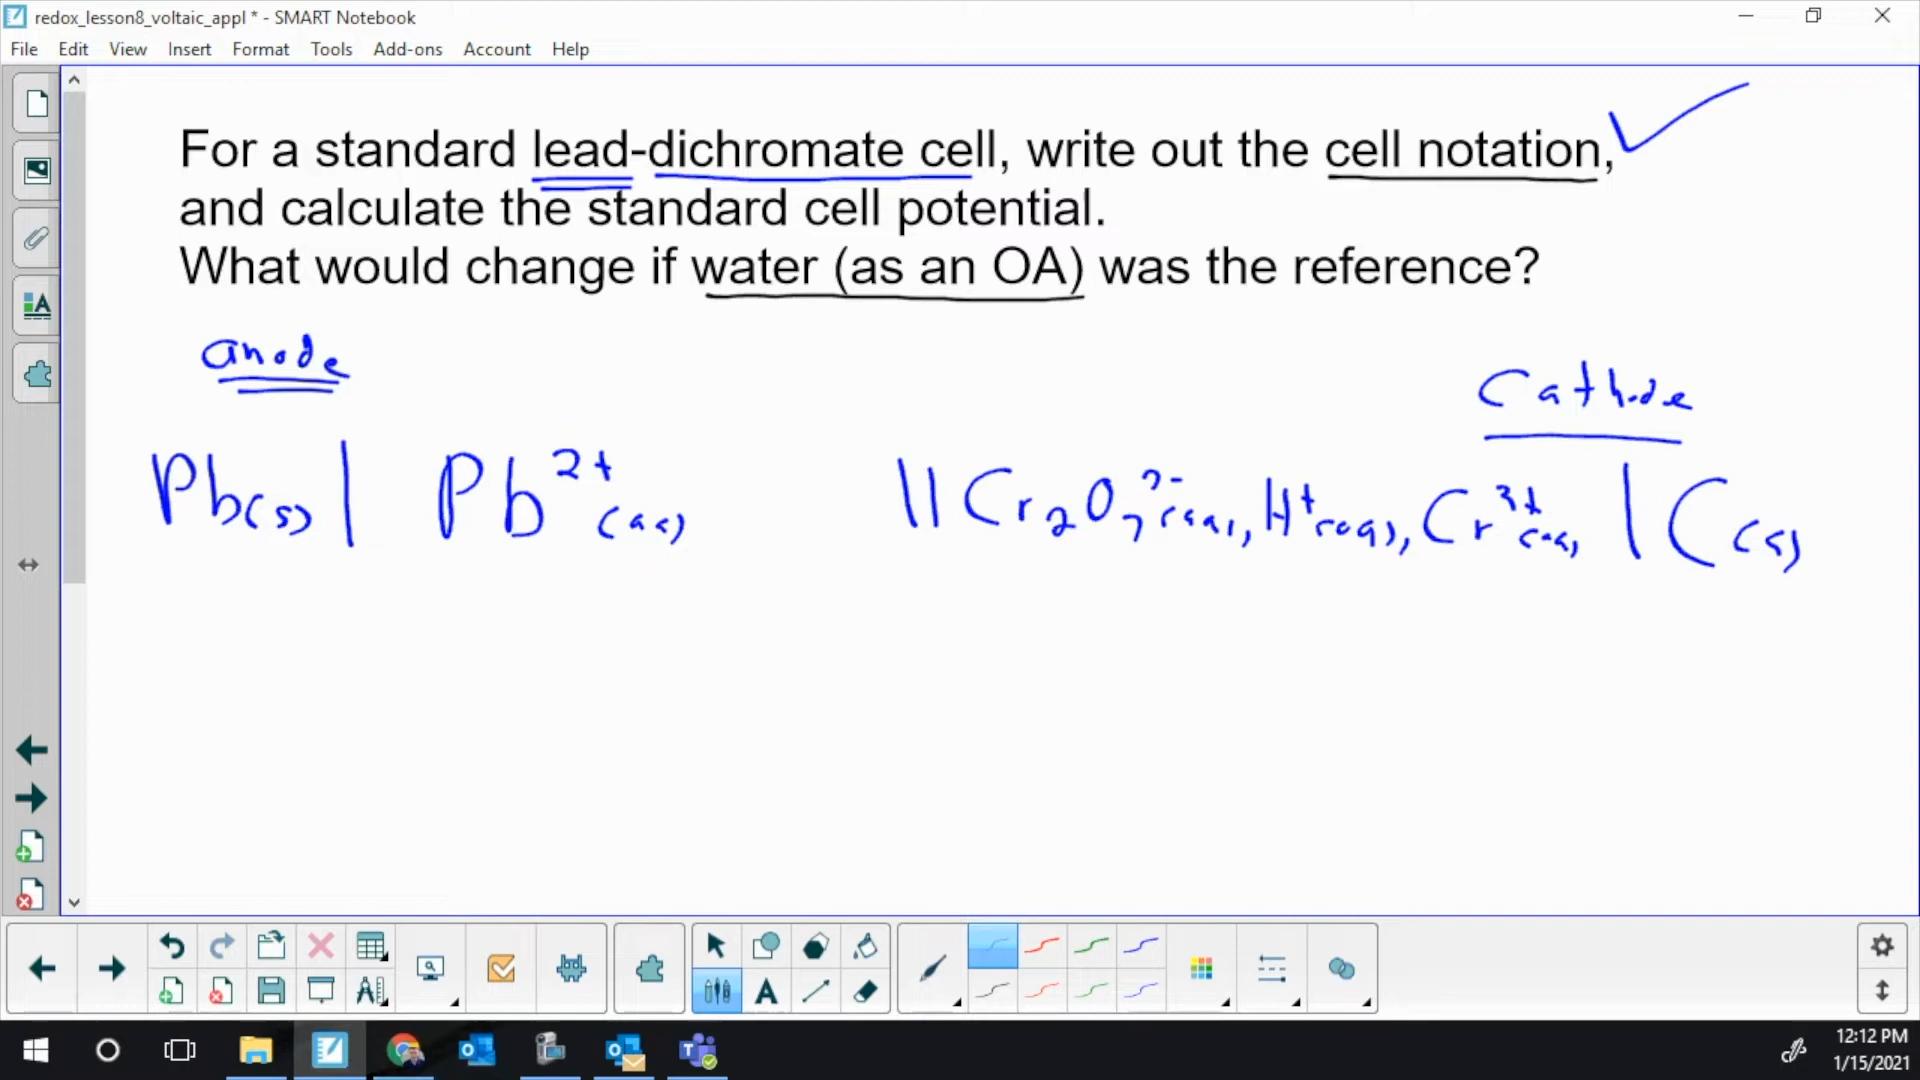 redox_lesson8_voltaic_appl * - SMART Notebook
File Edit View Insert Format Tools Add-ons Account Help
For a standard lead-dichromate cell, write out the cell notation,
and calculate the standard cell potential.
What would change if water (as an OA) was the reference?
anode
Cathode
Pb(s) | Pb²⁺(aq) || Cr₂O₇²⁻(aq), H⁺(aq), Cr³⁺(aq) | C(s)
12:12 PM
1/15/2021